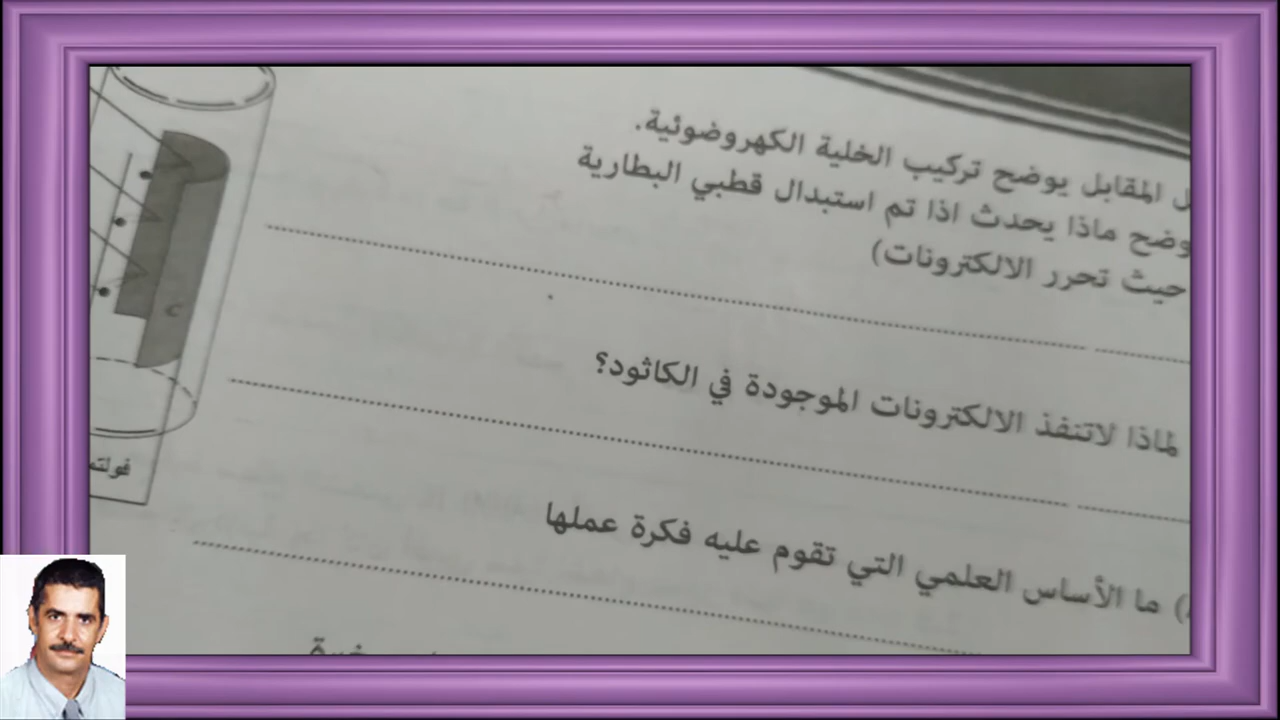 المقابل يوضح تركيب الخلية الكهروضوئية.
وضح ماذا يحدث اذا تم استبدال قطبي البطارية
حيث تحرر الالكترونات)
لماذا لاتنفذ الالكترونات الموجودة في الكاثود؟
) ما الأساس العلمي التي تقوم عليه فكرة عملها